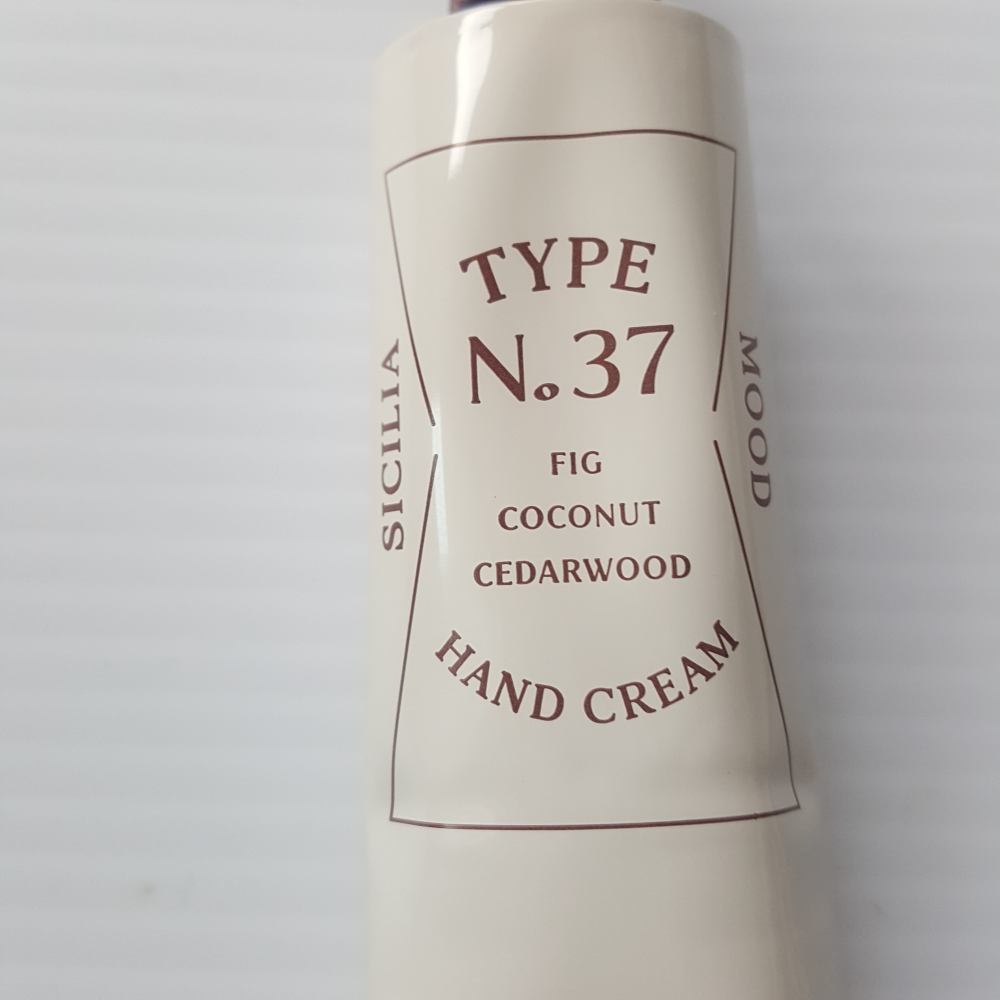 TYPE
N.37
FIG
COCONUT
CEDARWOOD
HAND CREAM
SICILIA
MOOD